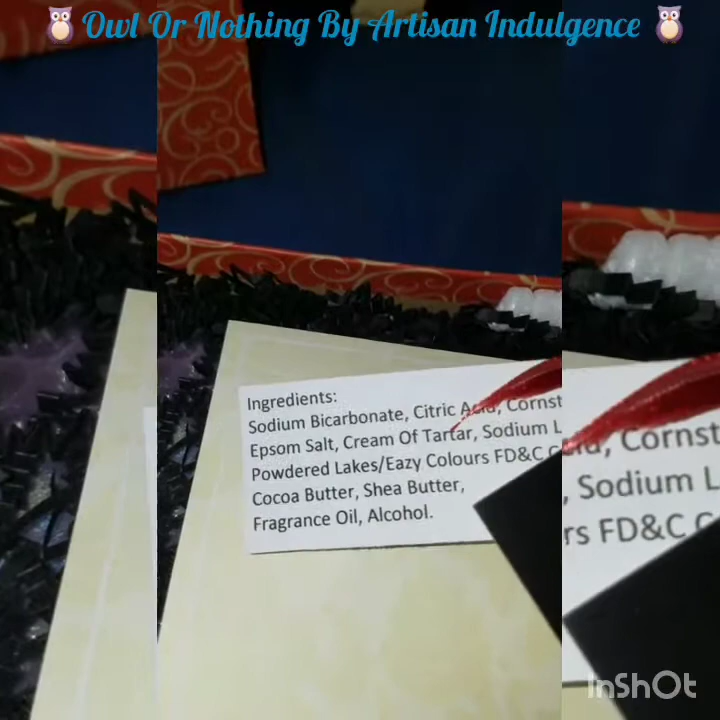 Owl Or Nothing By Artisan Indulgence
Ingredients:
Sodium Bicarbonate, Citric Acid, Cornst
Epsom Salt, Cream Of Tartar, Sodium L
Powdered Lakes/Eazy Colours FD&C C
Cocoa Butter, Shea Butter,
Fragrance Oil, Alcohol.
, Cornst
, Sodium L
rs FD&C C
InShOt